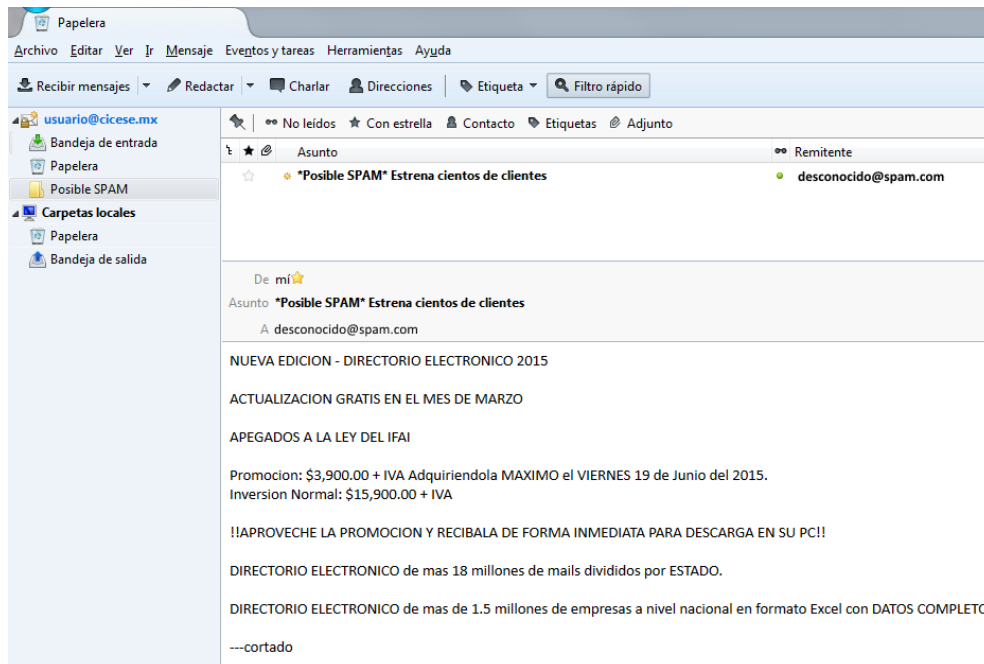 Papelera
Archivo Editar Ver Ir Mensaje Eventos y tareas Herramientas Ayuda
Recibir mensajes Redactar Charlar Direcciones Etiqueta Filtro rápido
usuario@cicese.mx
Bandeja de entrada
Papelera
Posible SPAM
Carpetas locales
Papelera
Bandeja de salida
No leídos Con estrella Contacto Etiquetas Adjunto
Asunto Remitente
*Posible SPAM* Estrena cientos de clientes desconocido@spam.com
De mí
Asunto *Posible SPAM* Estrena cientos de clientes
A desconocido@spam.com
NUEVA EDICION - DIRECTORIO ELECTRONICO 2015
ACTUALIZACION GRATIS EN EL MES DE MARZO
APEGADOS A LA LEY DEL IFAI
Promocion: $3,900.00 + IVA Adquiriendola MAXIMO el VIERNES 19 de Junio del 2015.
Inversion Normal: $15,900.00 + IVA
!!APROVECHE LA PROMOCION Y RECIBALA DE FORMA INMEDIATA PARA DESCARGA EN SU PC!!
DIRECTORIO ELECTRONICO de mas 18 millones de mails divididos por ESTADO.
DIRECTORIO ELECTRONICO de mas de 1.5 millones de empresas a nivel nacional en formato Excel con DATOS COMPLETO
---cortado